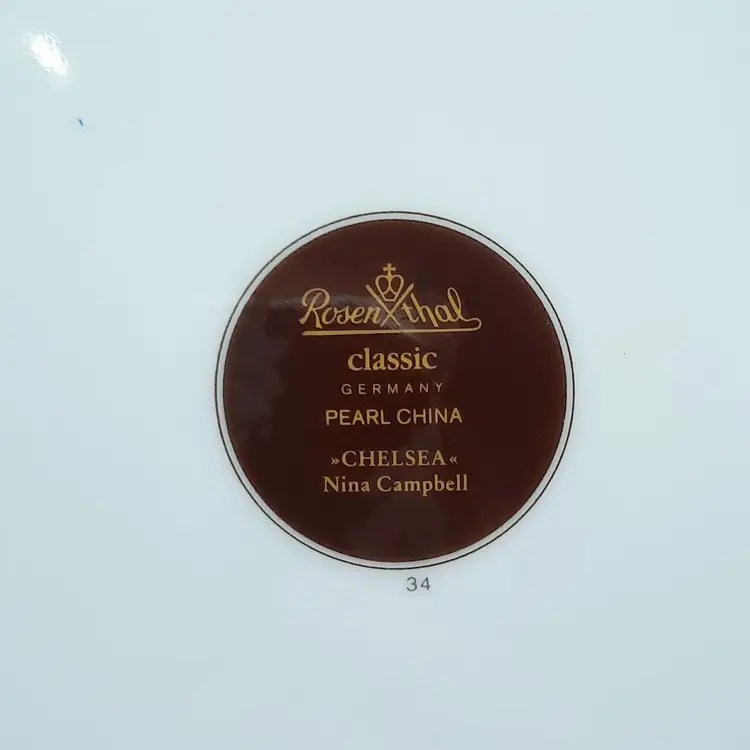 Rosenthal
classic
GERMANY
PEARL CHINA
»CHELSEA«
Nina Campbell
34